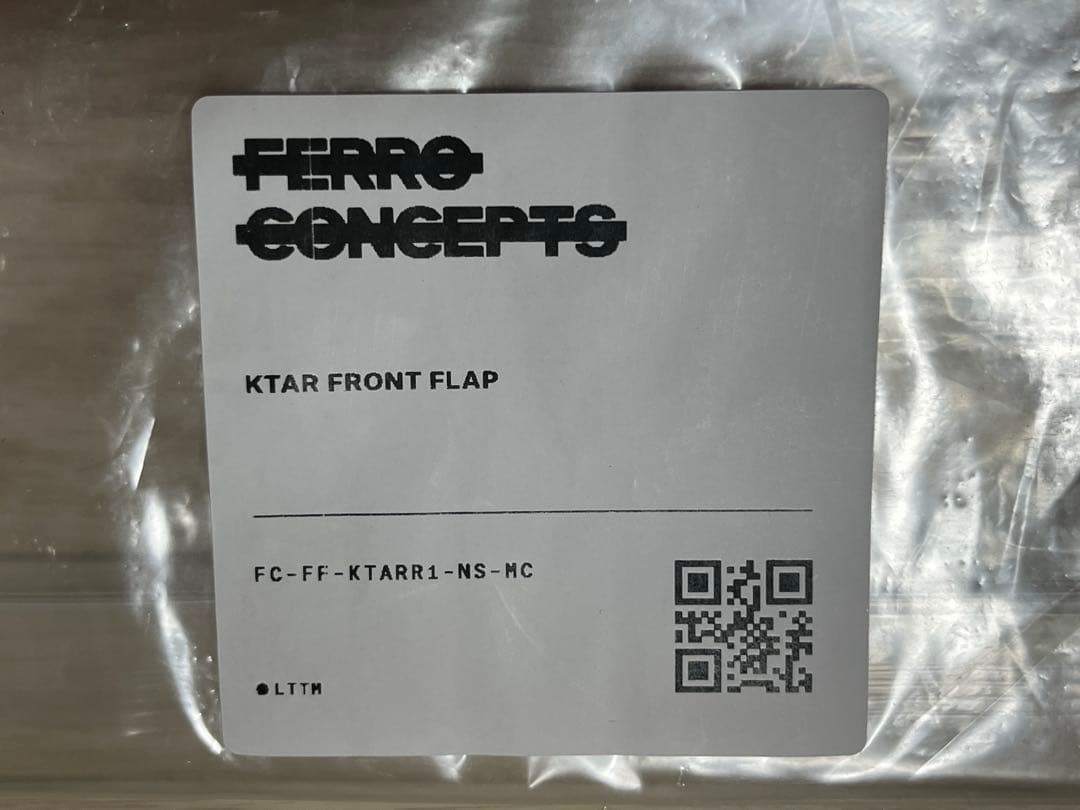 FERRO
CONCEPTS
KTAR FRONT FLAP
FC-FF-KTARR1-NS-MC
●LTTM